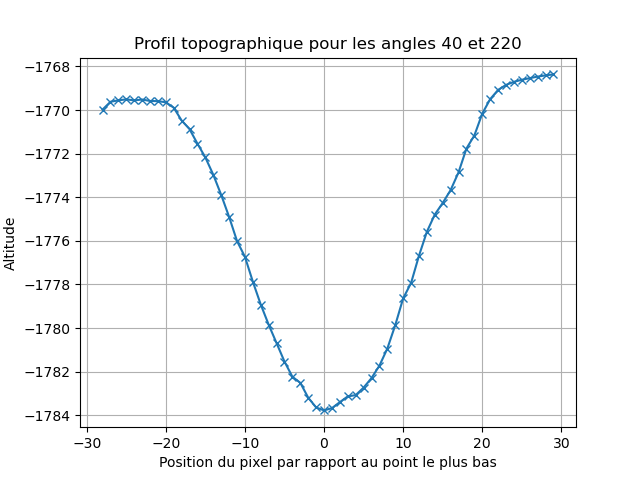 Profil topographique pour les angles 40 et 220
Altitude
−1768
−1770
−1772
−1774
−1776
−1778
−1780
−1782
−1784
−30 −20 −10 0 10 20 30
Position du pixel par rapport au point le plus bas